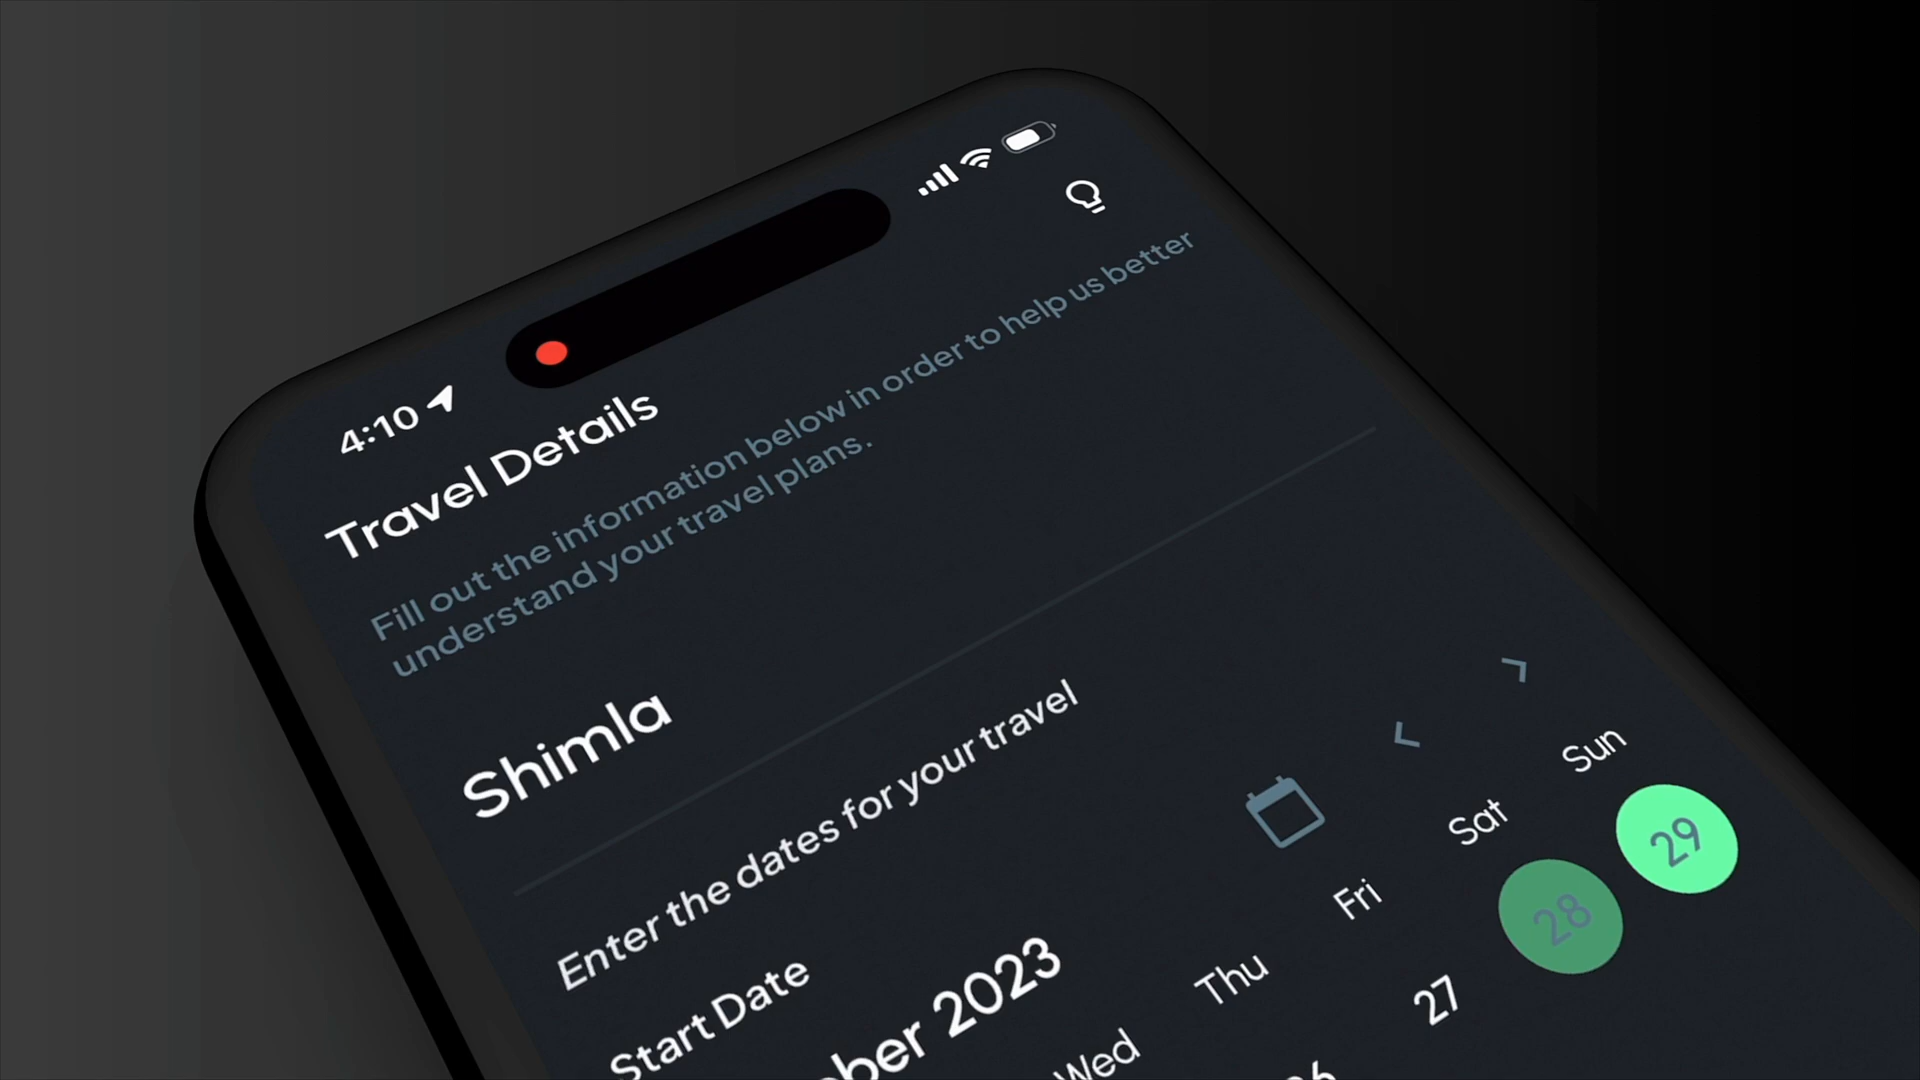 4:10
Travel Details
Fill out the information below in order to help us better
understand your travel plans.
Shimla
Enter the dates for your travel
Start Date
2023
Wed Thu Fri Sat Sun
27 28 29